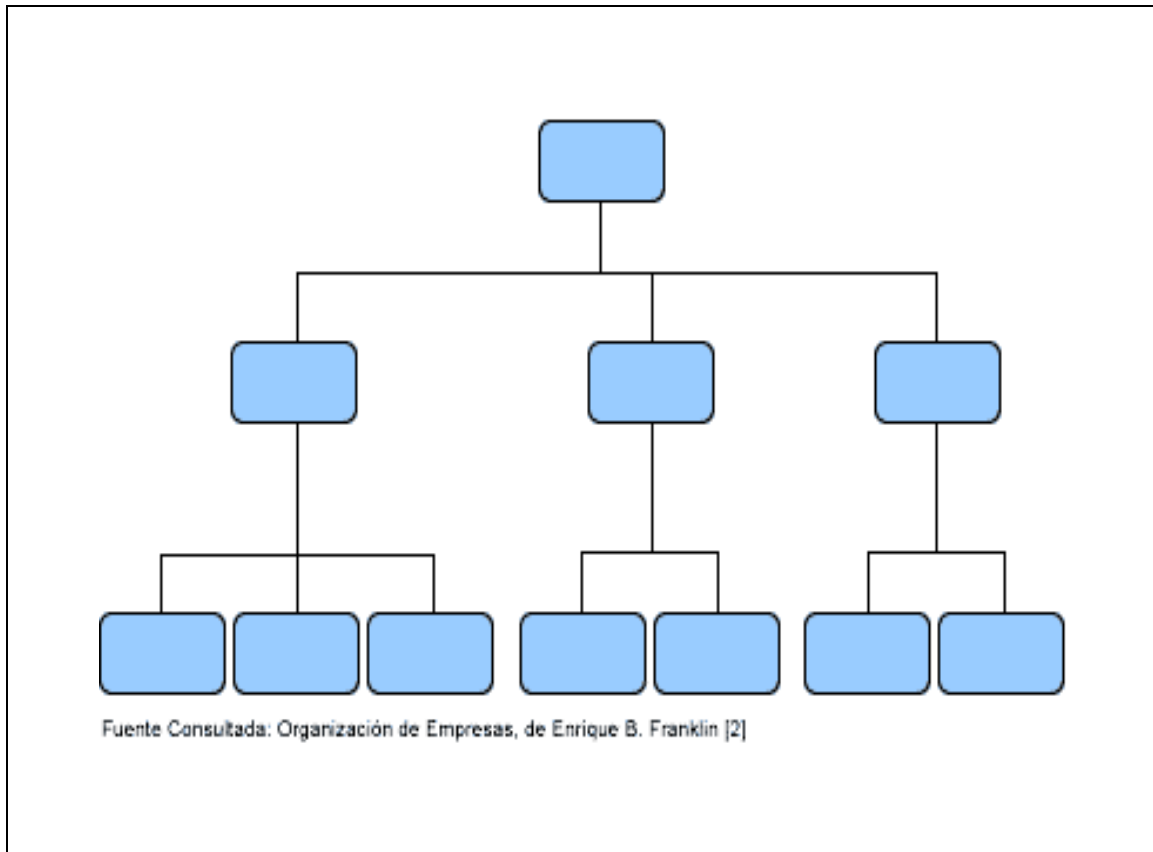 Fuente Consultada: Organización de Empresas, de Enrique B. Franklin [2]